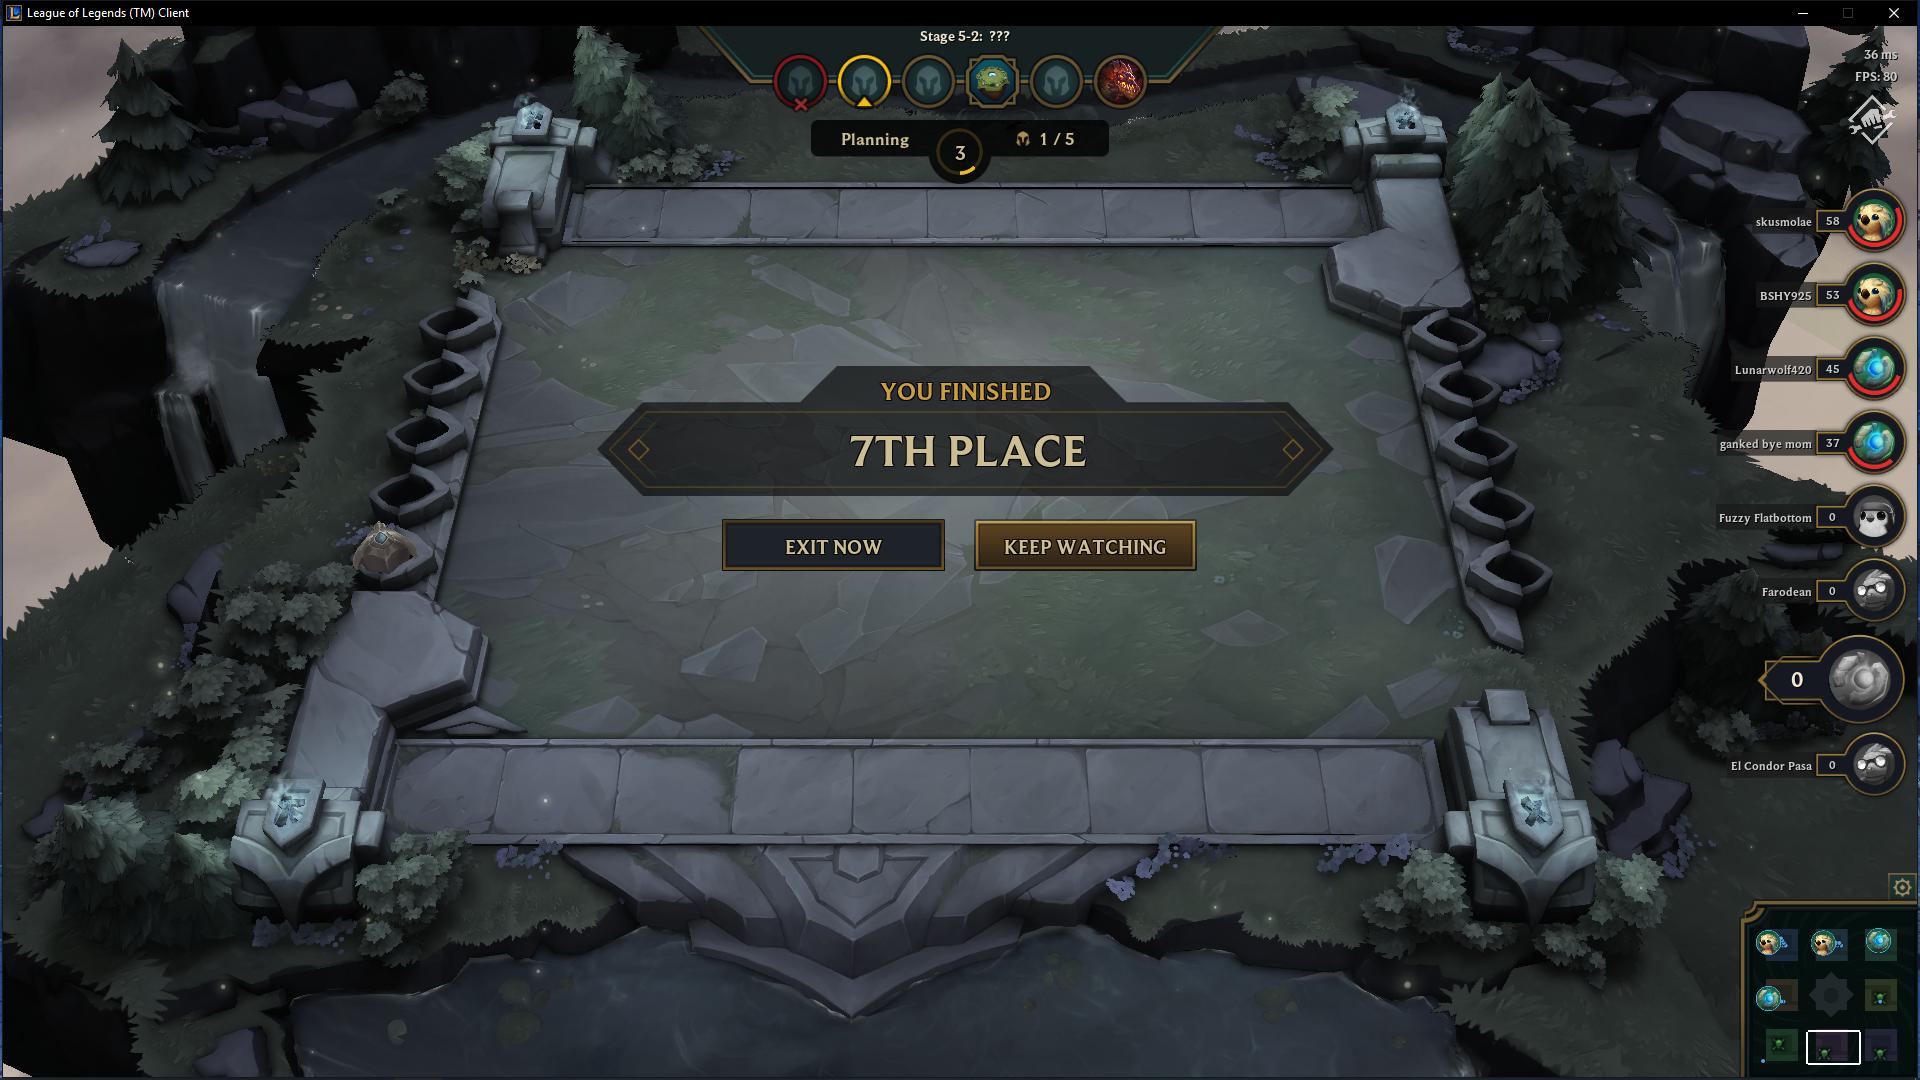 League of Legends (TM) Client
Stage 5-2: ???
36 ms
FPS: 80
Planning
3
1 / 5
skusmolae 58
BSHY925 53
Lunarwolf420 45
ganked bye mom 37
Fuzzy Flatbottom 0
Farodean 0
0
El Condor Pasa 0
YOU FINISHED
7TH PLACE
EXIT NOW
KEEP WATCHING